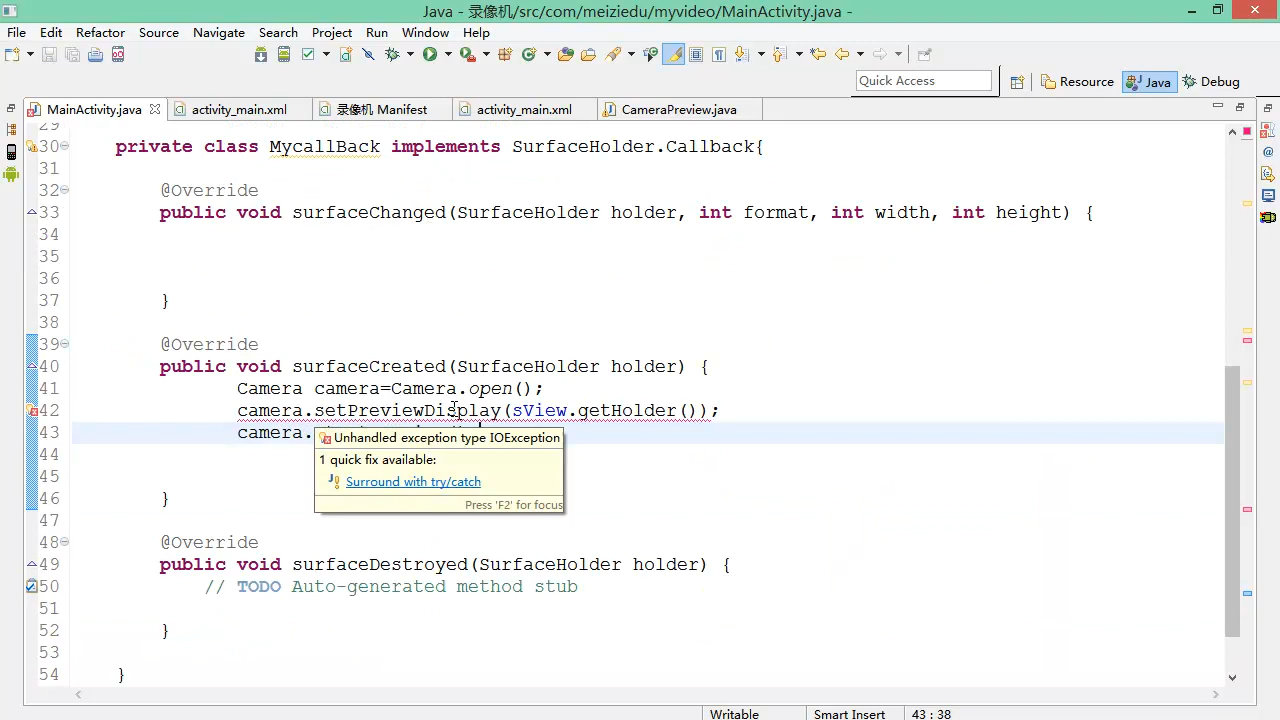 Java - 录像机/src/com/meiziedu/myvideo/MainActivity.java -
File Edit Refactor Source Navigate Search Project Run Window Help
Quick Access
Resource Java Debug
MainActivity.java activity_main.xml 录像机 Manifest activity_main.xml CameraPreview.java
29
30 private class MycallBack implements SurfaceHolder.Callback{
31
32 @Override
33 public void surfaceChanged(SurfaceHolder holder, int format, int width, int height) {
34
35
36
37 }
38
39 @Override
40 public void surfaceCreated(SurfaceHolder holder) {
41 Camera camera=Camera.open();
42 camera.setPreviewDisplay(sView.getHolder());
43 camera.
Unhandled exception type IOException
44
1 quick fix available:
45
Surround with try/catch
46 }
Press 'F2' for focus
47
48 @Override
49 public void surfaceDestroyed(SurfaceHolder holder) {
50 // TODO Auto-generated method stub
51
52 }
53
54 }
Writable Smart Insert 43 : 38